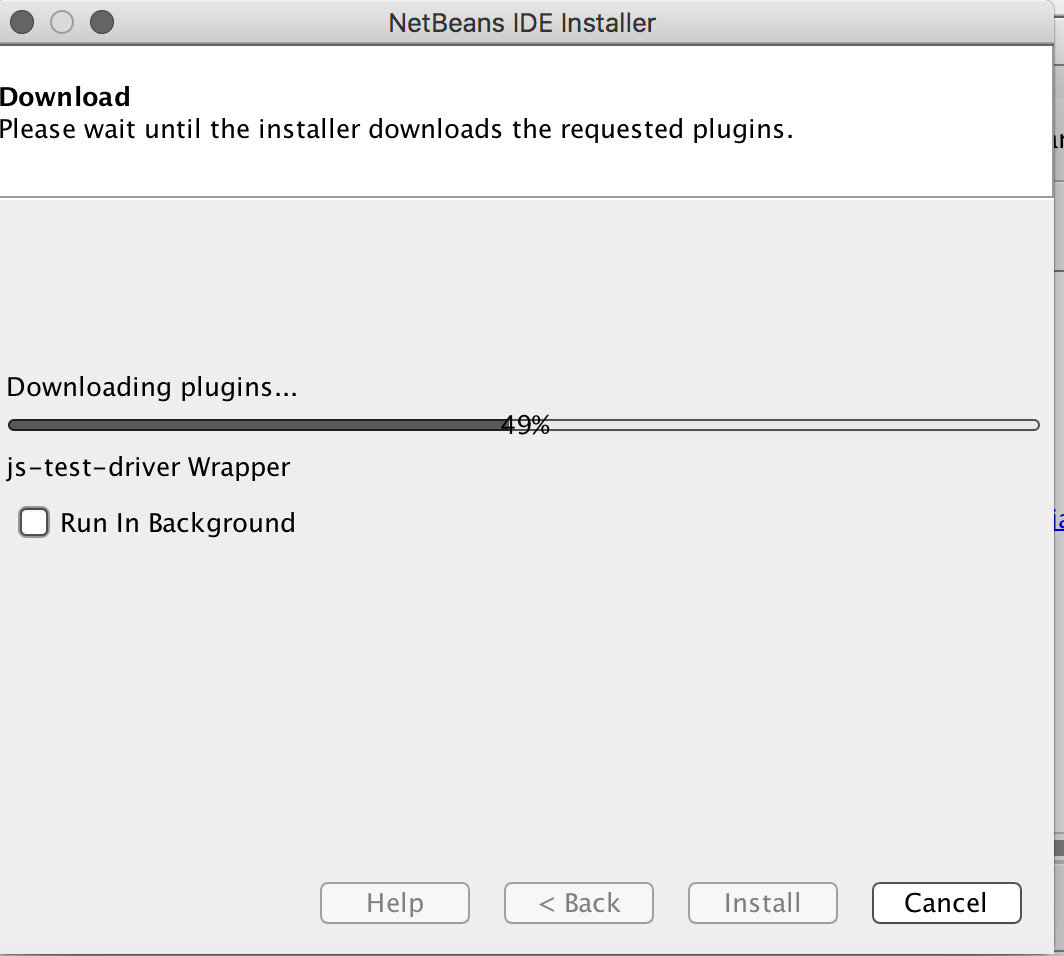 NetBeans IDE Installer
Download
Please wait until the installer downloads the requested plugins.
Downloading plugins...
49%
js-test-driver Wrapper
Run In Background
Help
< Back
Install
Cancel